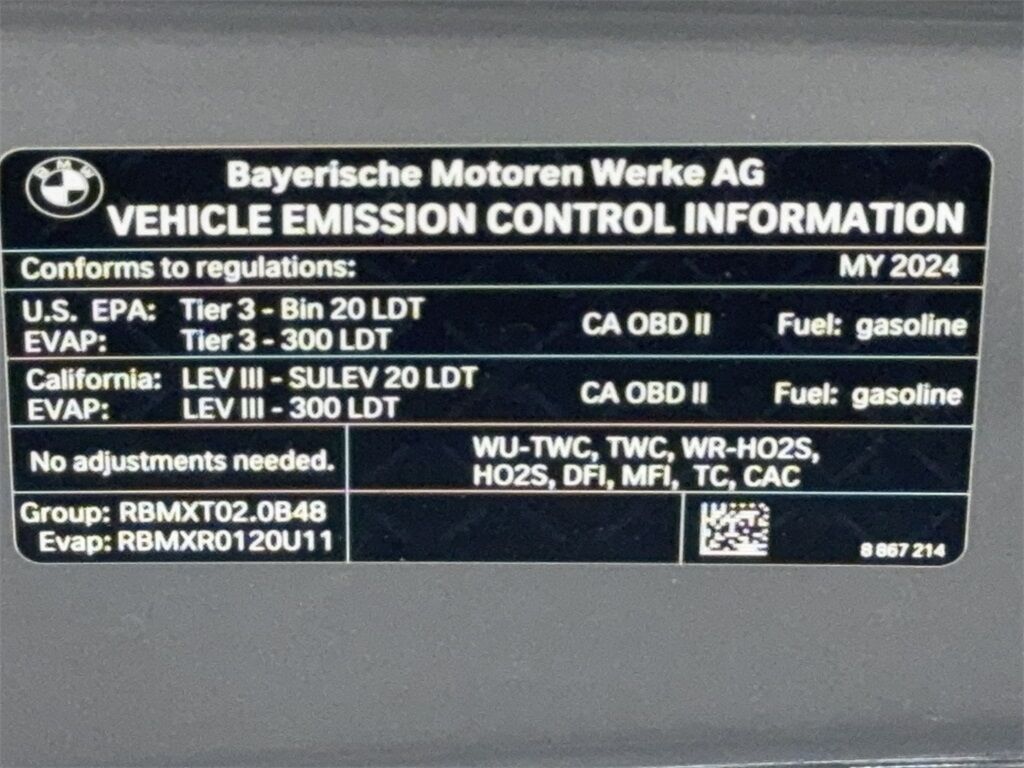 BMW
Bayerische Motoren Werke AG
VEHICLE EMISSION CONTROL INFORMATION
Conforms to regulations: MY 2024
U.S. EPA: Tier 3 - Bin 20 LDT
EVAP: Tier 3 - 300 LDT
CA OBD II Fuel: gasoline
California: LEV III - SULEV 20 LDT
EVAP: LEV III - 300 LDT
CA OBD II Fuel: gasoline
No adjustments needed.
WU-TWC, TWC, WR-HO2S,
HO2S, DFI, MFI, TC, CAC
Group: RBMXT02.0B48
Evap: RBMXR0120U11
8 867 214